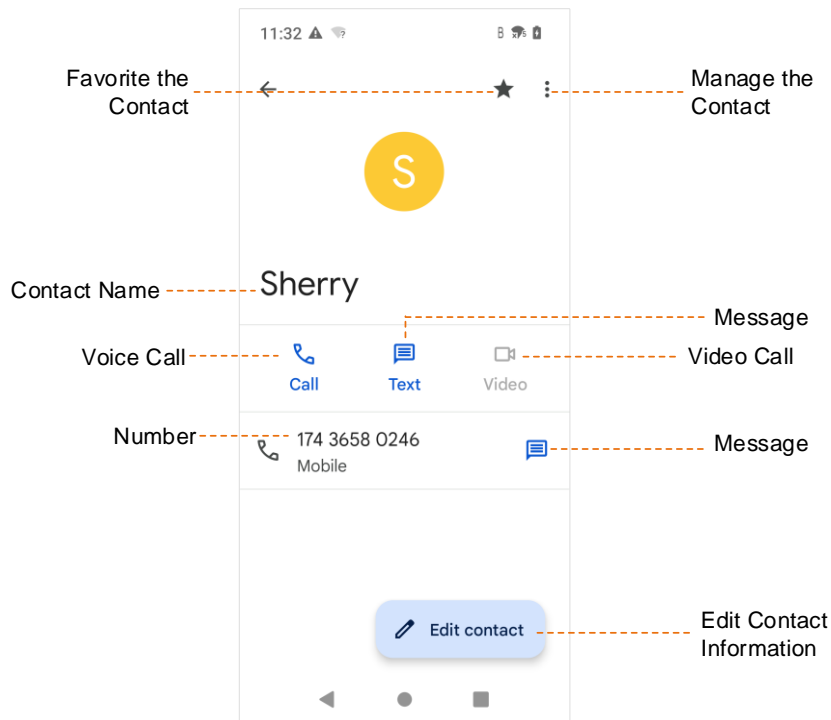 11:32
Favorite the
Contact
Manage the
Contact
S
Contact Name
Sherry
Message
Voice Call
Video Call
Call
Text
Video
Number
174 3658 0246
Mobile
Message
Edit contact
Edit Contact
Information